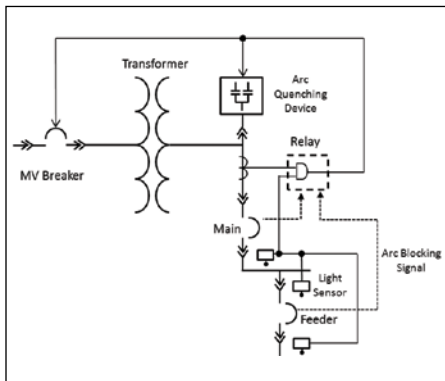 Transformer
Arc
Quenching
Device
Relay
MV Breaker
Main
Arc Blocking
Signal
Light
Sensor
Feeder